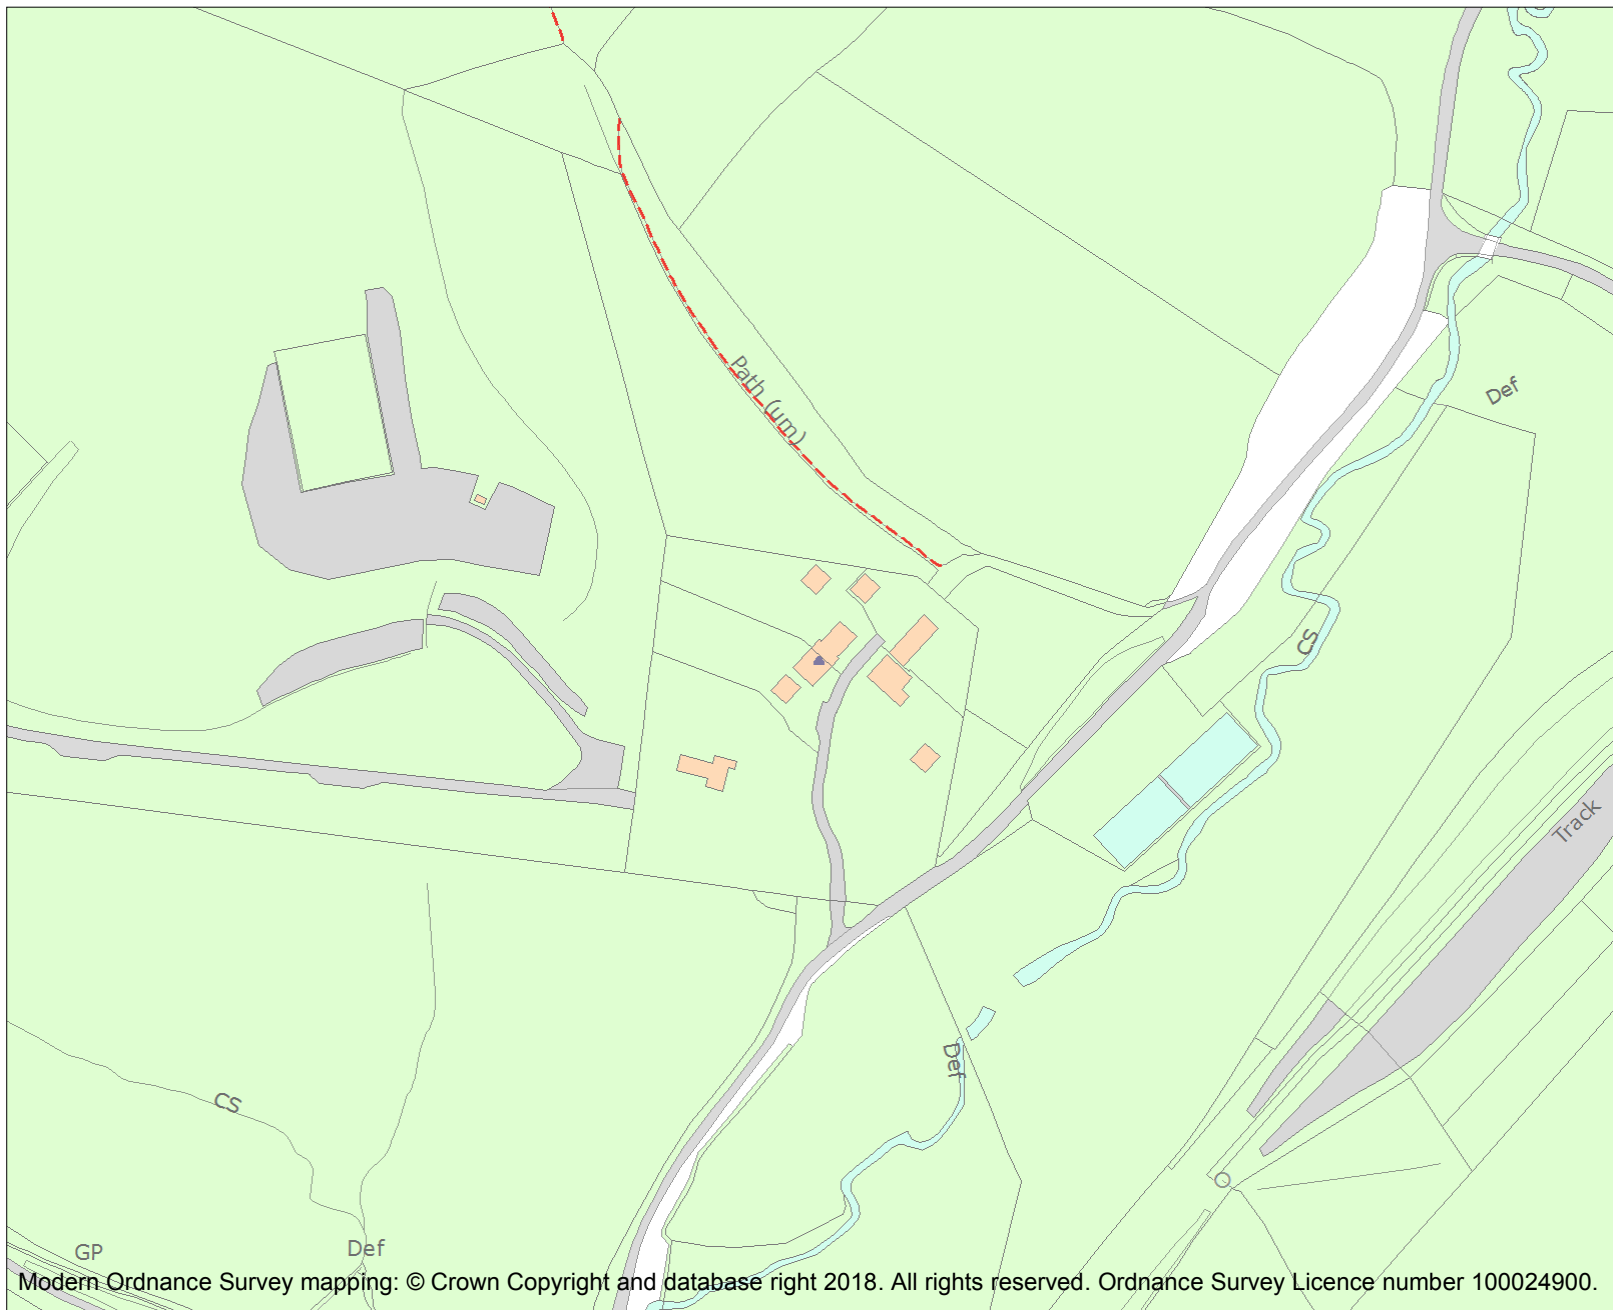 Path (um)
Def
CS
Track
Def
CS
GP
Def
Modern Ordnance Survey mapping: © Crown Copyright and database right 2018. All rights reserved. Ordnance Survey Licence number 100024900.